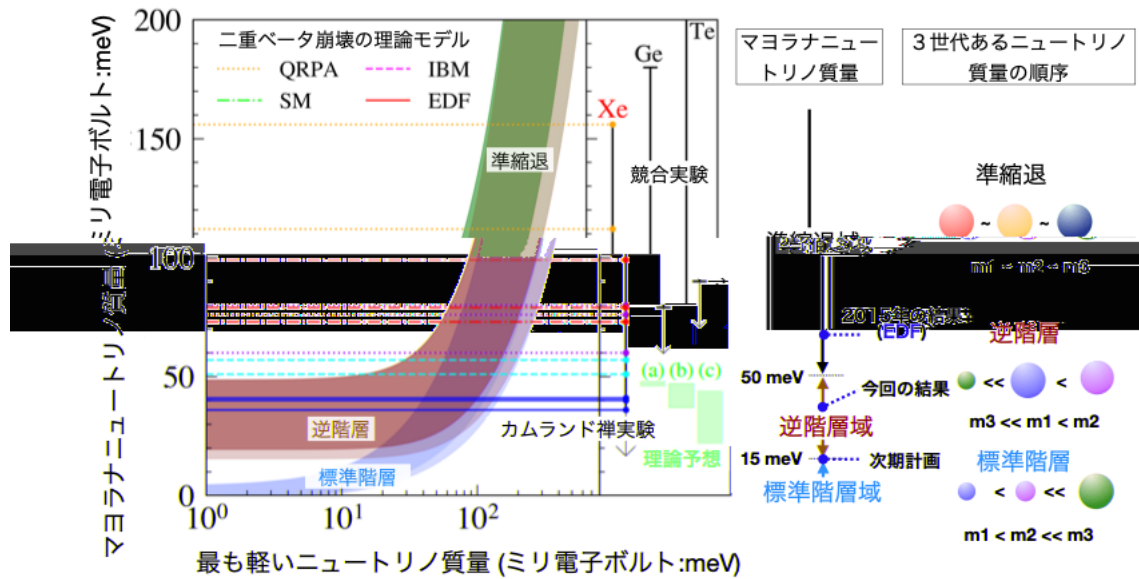 二重ベータ崩壊の理論モデル
QRPA
IBM
SM
EDF
200
150
100
50
0
マヨラナニュートリノ質量
ミリ電子ボルト:meV)
10⁰
10¹
10²
最も軽いニュートリノ質量 (ミリ電子ボルト:meV)
準縮退
逆階層
標準階層
Xe
Ge
Te
競合実験
カムランド禅実験
(a) (b) (c)
理論予想
マヨラナニュー
トリノ質量
準縮退域
2015年の結果
(EDF)
50 meV
今回の結果
逆階層域
15 meV
次期計画
標準階層域
3世代あるニュートリノ
質量の順序
準縮退
~ ~
m1 ~ m2 ~ m3
逆階層
<< <
m3 << m1 < m2
標準階層
< <<
m1 < m2 << m3